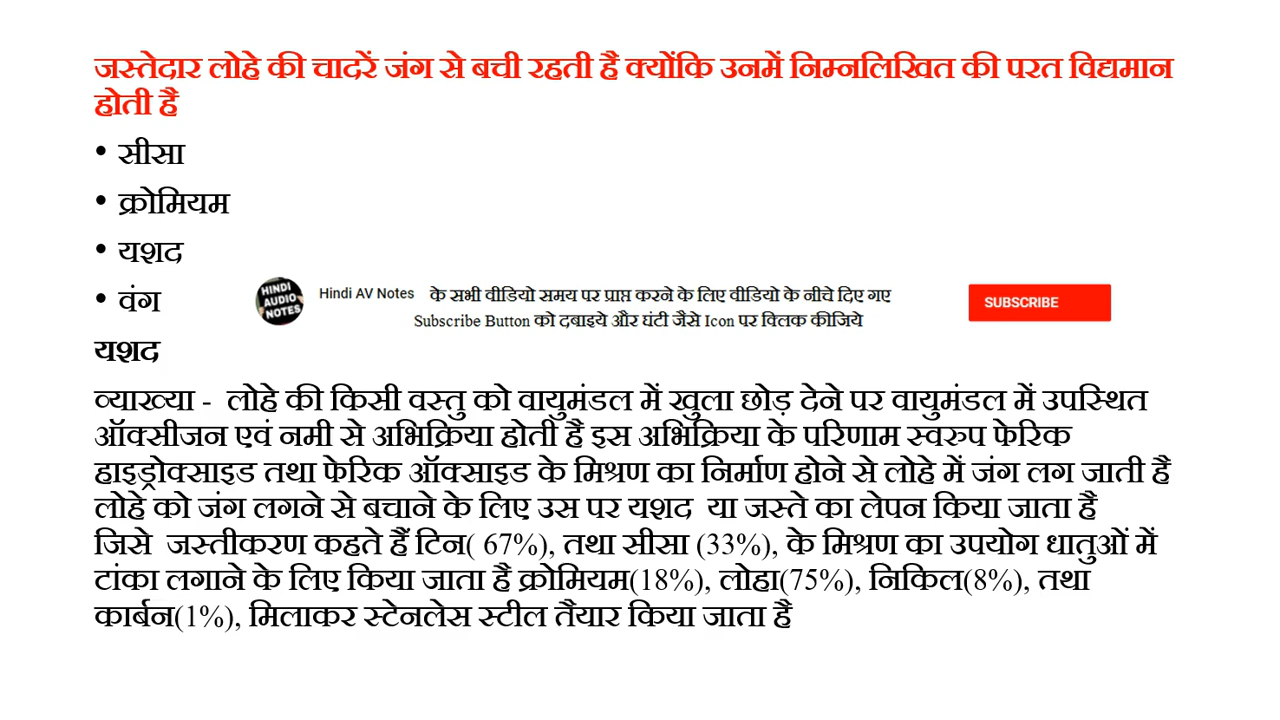 जस्तेदार लोहे की चादरें जंग से बची रहती हैं क्योंकि उनमें निम्नलिखित की परत विद्यमान
होती हैं
• सीसा
• क्रोमियम
• यशद
• वंग
HINDI AUDIO NOTES
Hindi AV Notes के सभी वीडियो समय पर प्राप्त करने के लिए वीडियो के नीचे दिए गए
Subscribe Button को दबाइये और घंटी जैसे Icon पर क्लिक कीजिये
SUBSCRIBE
यशद
व्याख्या - लोहे की किसी वस्तु को वायुमंडल में खुला छोड़ देने पर वायुमंडल में उपस्थित
ऑक्सीजन एवं नमी से अभिक्रिया होती हैं इस अभिक्रिया के परिणाम स्वरुप फेरिक
हाइड्रोक्साइड तथा फेरिक ऑक्साइड के मिश्रण का निर्माण होने से लोहे में जंग लग जाती हैं
लोहे को जंग लगने से बचाने के लिए उस पर यशद या जस्ते का लेपन किया जाता हैं
जिसे जस्तीकरण कहते हैं टिन( 67%), तथा सीसा (33%), के मिश्रण का उपयोग धातुओं में
टांका लगाने के लिए किया जाता हैं क्रोमियम(18%), लोहा(75%), निकिल(8%), तथा
कार्बन(1%), मिलाकर स्टेनलेस स्टील तैयार किया जाता हैं